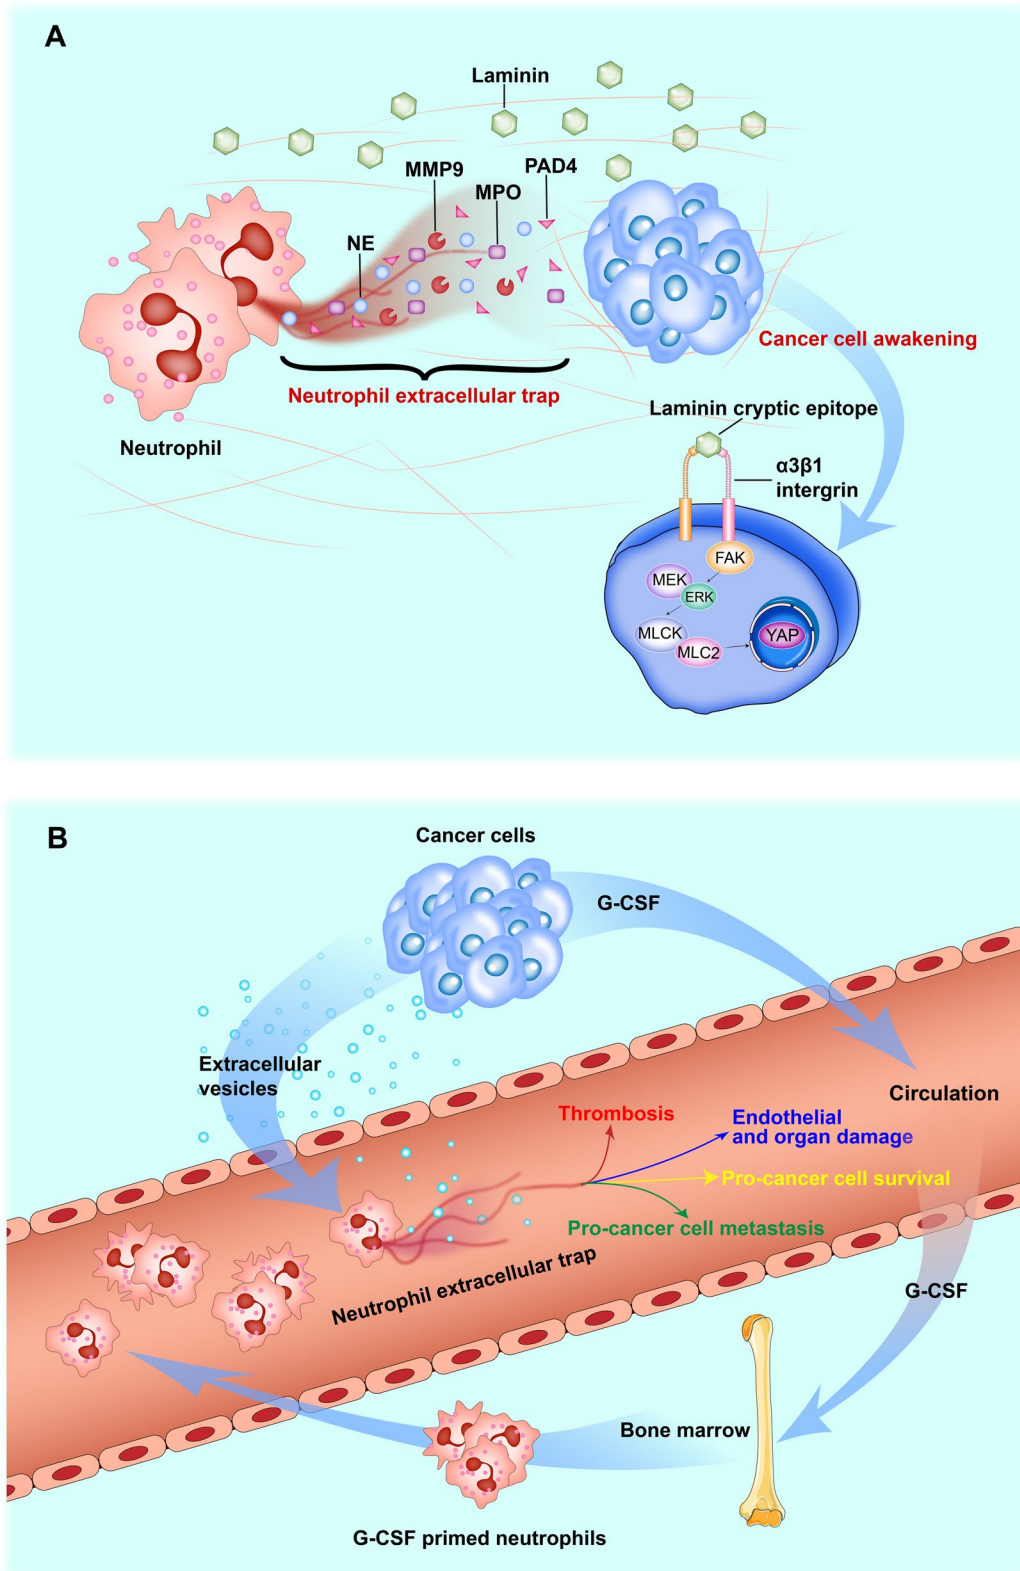 A
Laminin
MMP9
PAD4
MPO
NE
Cancer cell awakening
Neutrophil extracellular trap
Laminin cryptic epitope
Neutrophil
α3β1
intergrin
FAK
MEK
ERK
MLCK
YAP
MLC2
B
Cancer cells
G-CSF
Extracellular
vesicles
Circulation
Thrombosis
Endothelial
and organ damage
Pro-cancer cell survival
Pro-cancer cell metastasis
Neutrophil extracellular trap
G-CSF
Bone marrow
G-CSF primed neutrophils